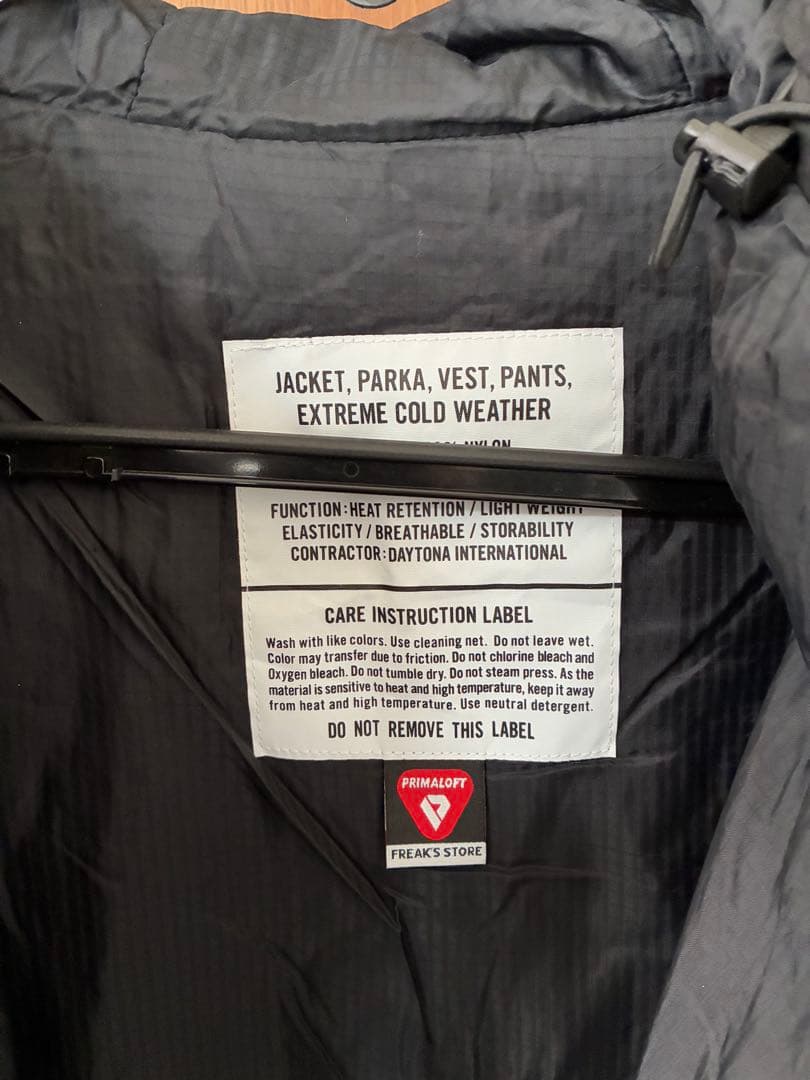 JACKET, PARKA, VEST, PANTS,
EXTREME COLD WEATHER
NYLON
FUNCTION:HEAT RETENTION / LIGHT WEIGHT
ELASTICITY / BREATHABLE / STORABILITY
CONTRACTOR:DAYTONA INTERNATIONAL
CARE INSTRUCTION LABEL
Wash with like colors. Use cleaning net. Do not leave wet.
Color may transfer due to friction. Do not chlorine bleach and
Oxygen bleach. Do not tumble dry. Do not steam press. As the
material is sensitive to heat and high temperature, keep it away
from heat and high temperature. Use neutral detergent.
DO NOT REMOVE THIS LABEL
PRIMALOFT
FREAK'S STORE